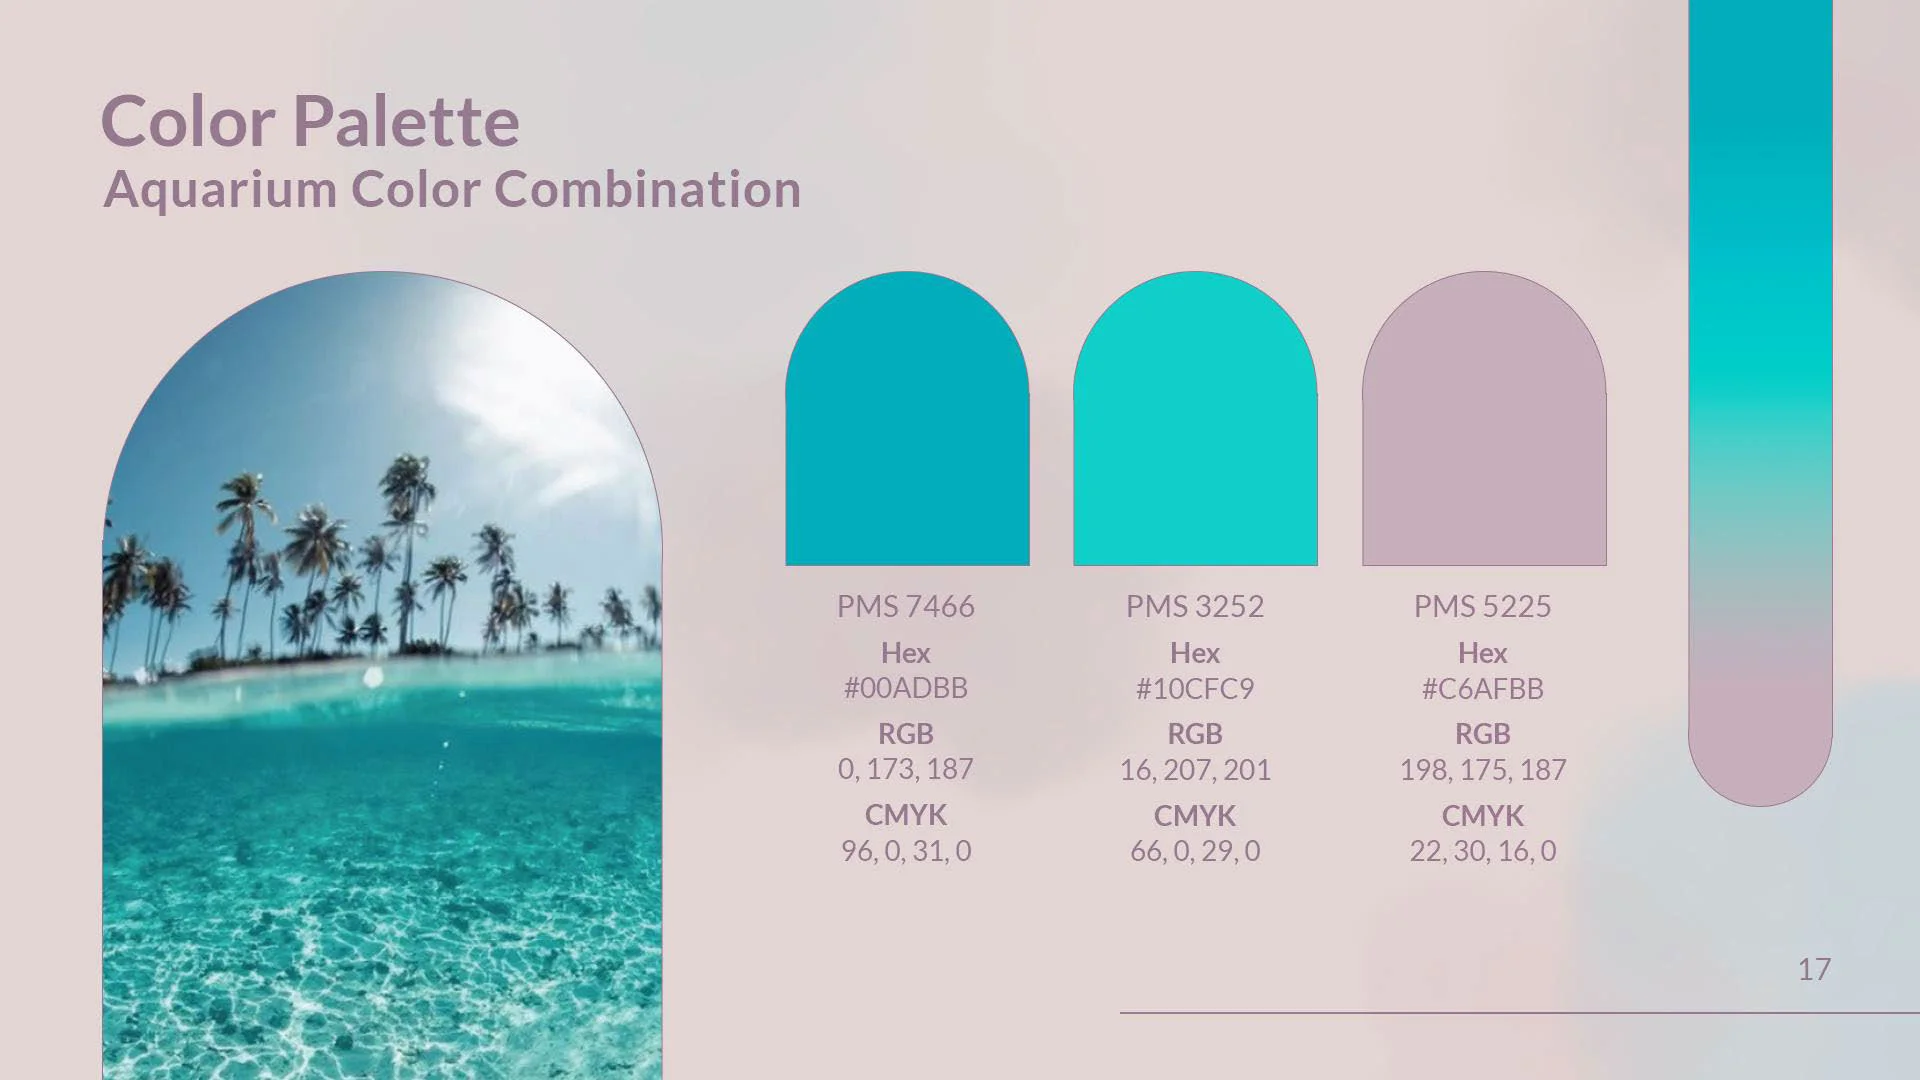 Color Palette
Aquarium Color Combination
PMS 7466
Hex
#00ADBB
RGB
0, 173, 187
CMYK
96, 0, 31, 0
PMS 3252
Hex
#10CFC9
RGB
16, 207, 201
CMYK
66, 0, 29, 0
PMS 5225
Hex
#C6AFBB
RGB
198, 175, 187
CMYK
22, 30, 16, 0
17